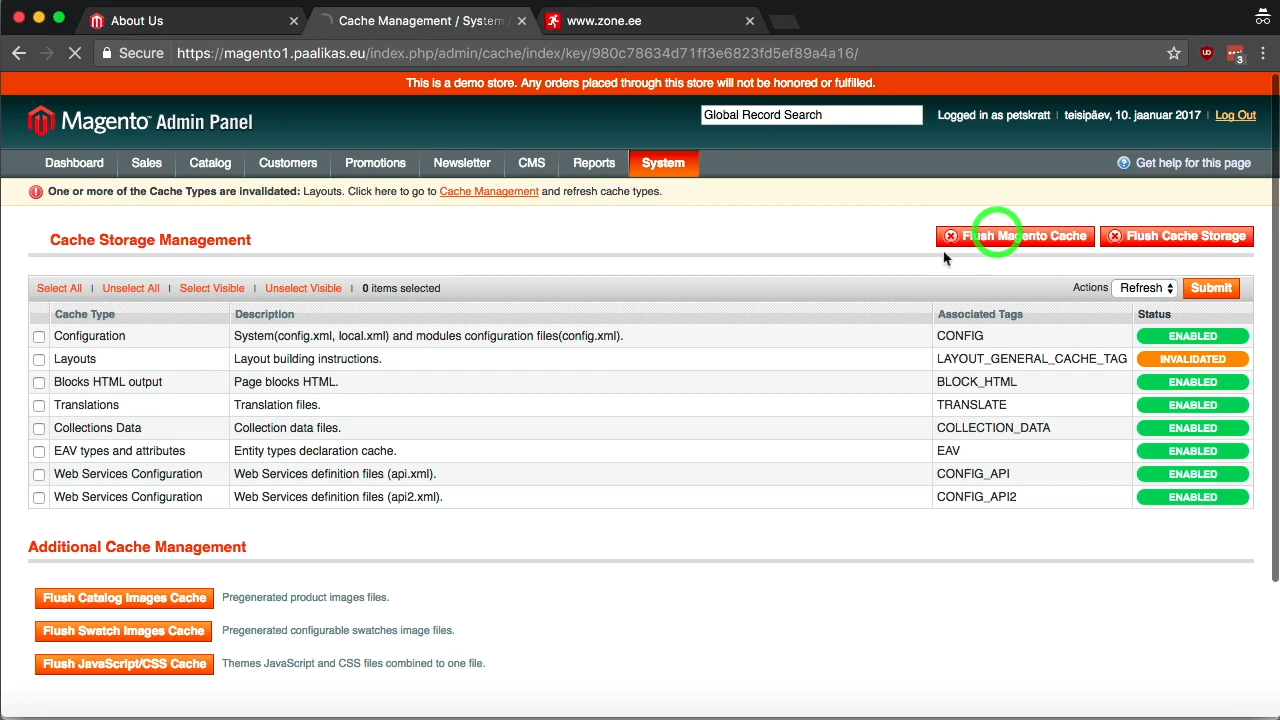 About Us
Cache Management / System /
www.zone.ee
Secure
https://magento1.paalikas.eu/index.php/admin/cache/index/key/980c78634d71ff3e6823fd5ef89a4a16/
3
This is a demo store. Any orders placed through this store will not be honored or fulfilled.
Magento Admin Panel
Global Record Search
Logged in as petskratt | teisipäev, 10. jaanuar 2017 | Log Out
Dashboard Sales Catalog Customers Promotions Newsletter CMS Reports System
Get help for this page
One or more of the Cache Types are invalidated: Layouts. Click here to go to Cache Management and refresh cache types.
Cache Storage Management
Flush Magento Cache
Flush Cache Storage
Select All | Unselect All | Select Visible | Unselect Visible | 0 items selected
Actions Refresh Submit
Cache Type Description Associated Tags Status
Configuration System(config.xml, local.xml) and modules configuration files(config.xml). CONFIG ENABLED
Layouts Layout building instructions. LAYOUT_GENERAL_CACHE_TAG INVALIDATED
Blocks HTML output Page blocks HTML. BLOCK_HTML ENABLED
Translations Translation files. TRANSLATE ENABLED
Collections Data Collection data files. COLLECTION_DATA ENABLED
EAV types and attributes Entity types declaration cache. EAV ENABLED
Web Services Configuration Web Services definition files (api.xml). CONFIG_API ENABLED
Web Services Configuration Web Services definition files (api2.xml). CONFIG_API2 ENABLED
Additional Cache Management
Flush Catalog Images Cache Pregenerated product images files.
Flush Swatch Images Cache Pregenerated configurable swatches image files.
Flush JavaScript/CSS Cache Themes JavaScript and CSS files combined to one file.